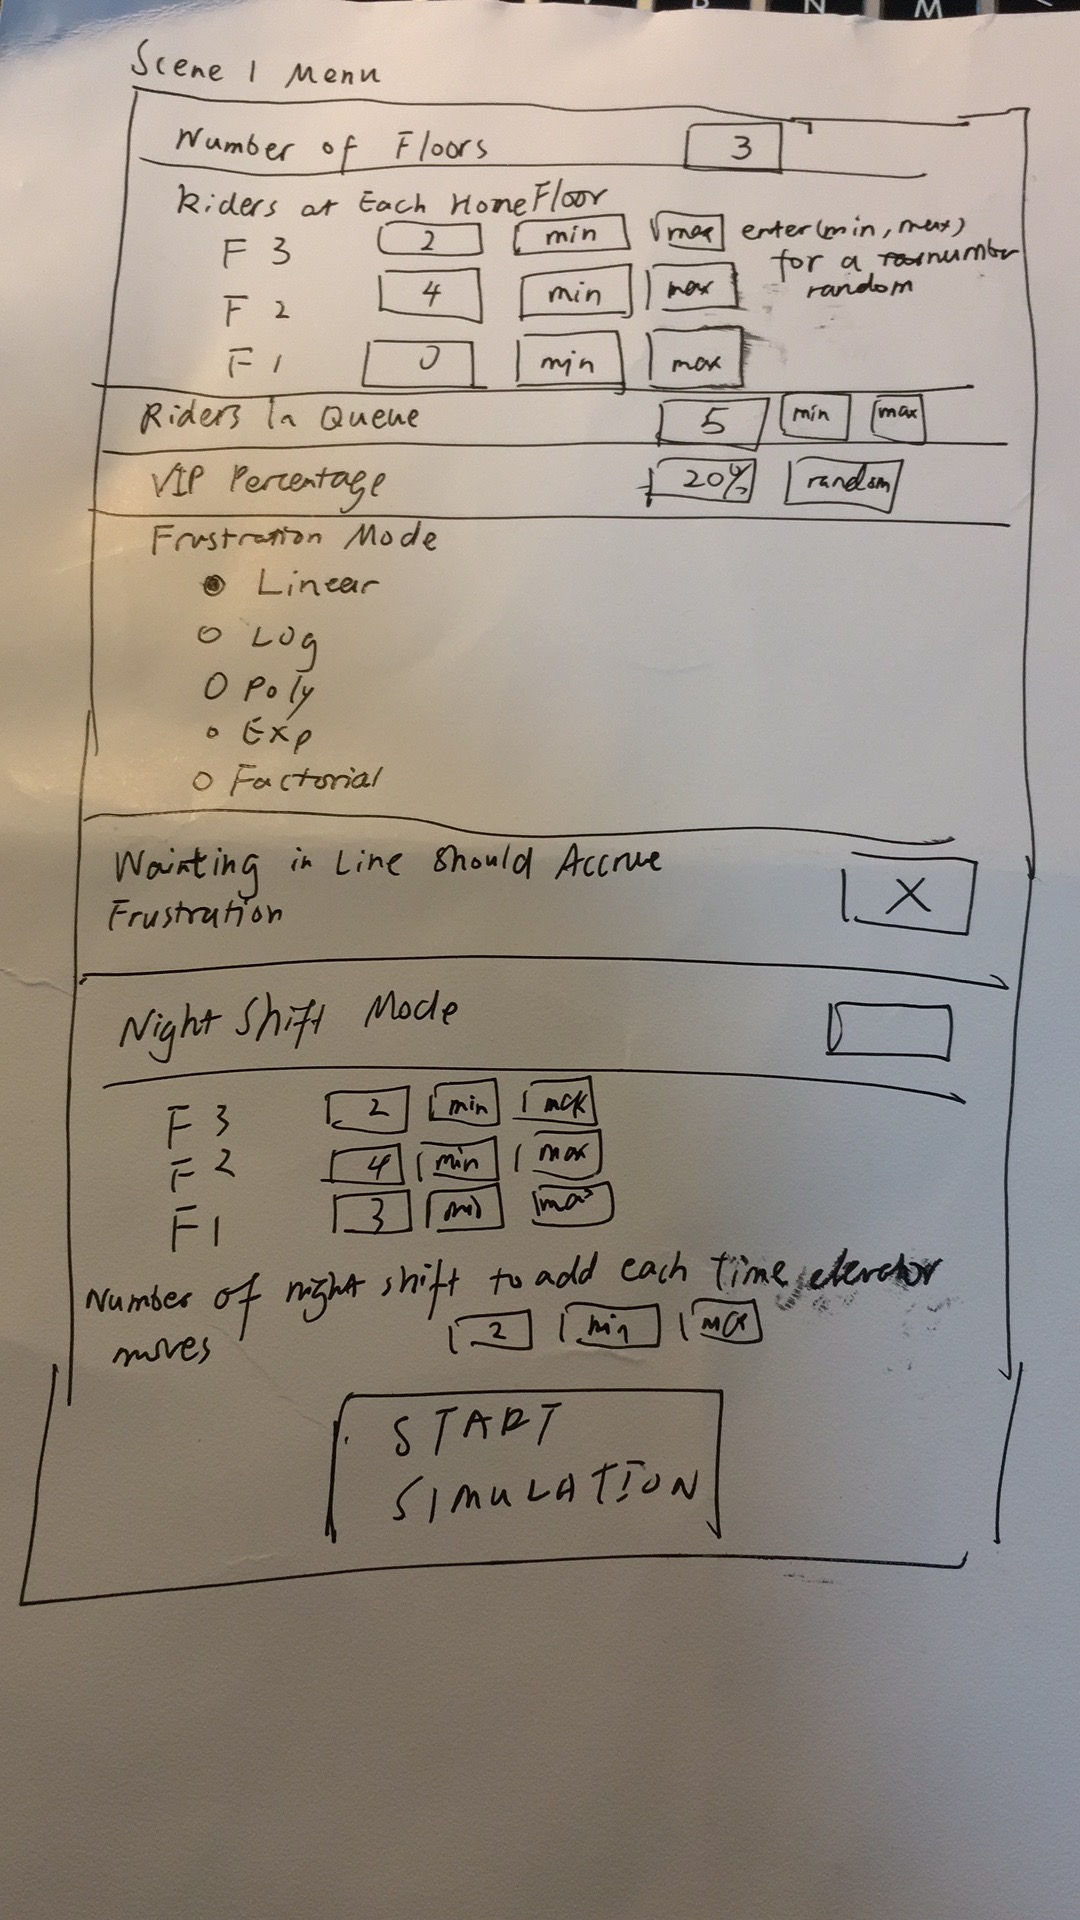 B N M
Scene 1 Menu
Number of Floors 3
Riders at Each HomeFloor
F 3 2 min max enter (min, max)
for a number
random
F 2 4 min max
F 1 0 min max
Riders In Queue 5 min max
VIP Percentage 20% random
Frustration Mode
Linear
Log
Poly
Exp
Factorial
Wainting in Line Should Accrue
Frustration X
Night Shift Mode
F 3 2 min max
F 2 4 min max
F 1 3 min max
Number of night shift to add each time elevator
moves 2 min max
START
SIMULATION